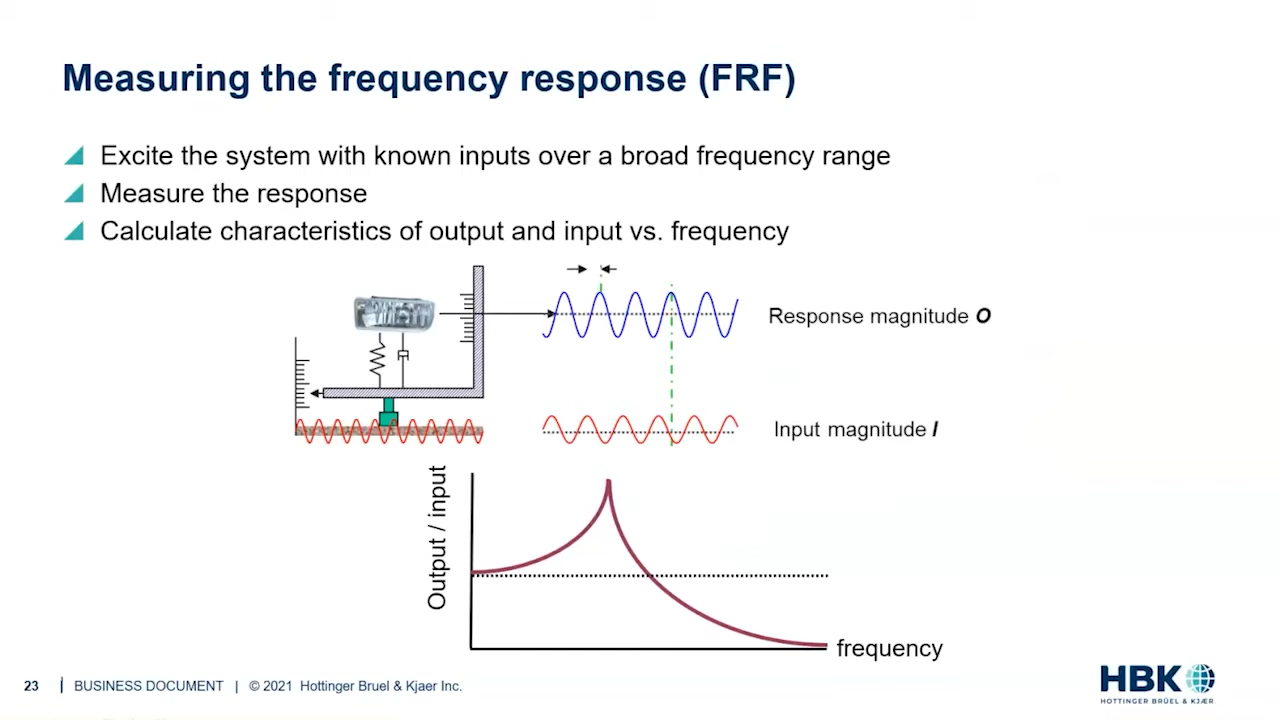 Measuring the frequency response (FRF)
Excite the system with known inputs over a broad frequency range
Measure the response
Calculate characteristics of output and input vs. frequency
Response magnitude O
Input magnitude I
Output / input
frequency
23 | BUSINESS DOCUMENT | © 2021 Hottinger Bruel & Kjaer Inc.
HBK
HOTTINGER BRÜEL & KJÆR